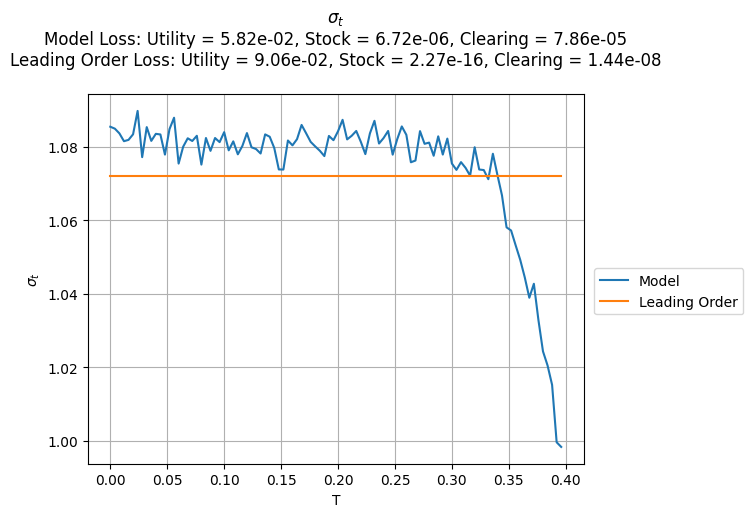 σₜ
Model Loss: Utility = 5.82e-02, Stock = 6.72e-06, Clearing = 7.86e-05
Leading Order Loss: Utility = 9.06e-02, Stock = 2.27e-16, Clearing = 1.44e-08
1.08
1.06
1.04
1.02
1.00
σₜ
0.00 0.05 0.10 0.15 0.20 0.25 0.30 0.35 0.40
T
Model
Leading Order